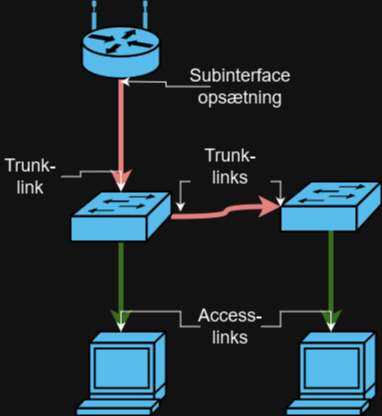 Subinterface
opsætning
Trunk-
link
Trunk-
links
Access-
links